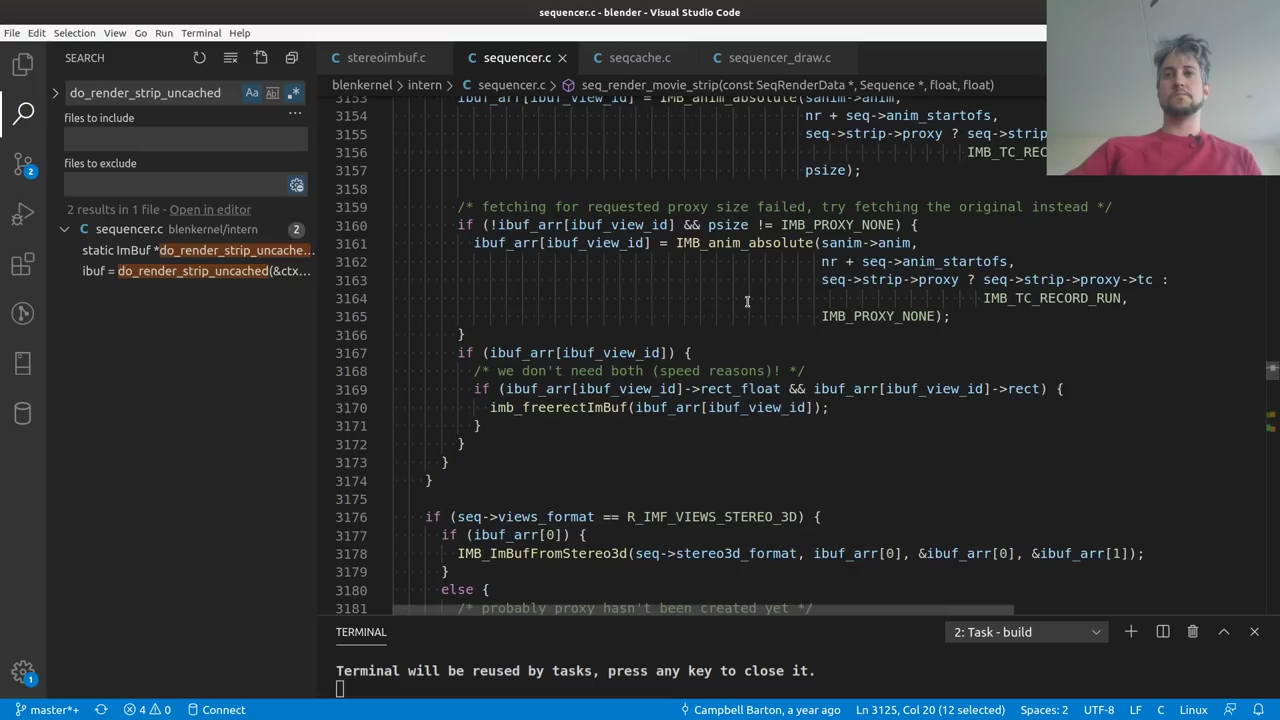 sequencer.c - blender - Visual Studio Code
File Edit Selection View Go Run Terminal Help
SEARCH
stereoimbuf.c
sequencer.c
seqcache.c
sequencer_draw.c
do_render_strip_uncached
Aa
Ab
.*
blenkernel › intern › sequencer.c › seq_render_movie_strip(const SeqRenderData *, Sequence *, float, float)
files to include
...
files to exclude
2 results in 1 file - Open in editor
sequencer.c blenkernel/intern 2
static ImBuf *do_render_strip_uncache...
ibuf = do_render_strip_uncached(&ctx...
3153 ibuf_arr[ibuf_view_id] = IMB_anim_absolute(sanim->anim,
3154 nr + seq->anim_startofs,
3155 seq->strip->proxy ? seq->strip
3156 IMB_TC_REC
3157 psize);
3158
3159 /* fetching for requested proxy size failed, try fetching the original instead */
3160 if (!ibuf_arr[ibuf_view_id] && psize != IMB_PROXY_NONE) {
3161 ibuf_arr[ibuf_view_id] = IMB_anim_absolute(sanim->anim,
3162 nr + seq->anim_startofs,
3163 seq->strip->proxy ? seq->strip->proxy->tc :
3164 IMB_TC_RECORD_RUN,
3165 IMB_PROXY_NONE);
3166 }
3167 if (ibuf_arr[ibuf_view_id]) {
3168 /* we don't need both (speed reasons)! */
3169 if (ibuf_arr[ibuf_view_id]->rect_float && ibuf_arr[ibuf_view_id]->rect) {
3170 imb_freerectImBuf(ibuf_arr[ibuf_view_id]);
3171 }
3172 }
3173 }
3174 }
3175
3176 if (seq->views_format == R_IMF_VIEWS_STEREO_3D) {
3177 if (ibuf_arr[0]) {
3178 IMB_ImBufFromStereo3d(seq->stereo3d_format, ibuf_arr[0], &ibuf_arr[0], &ibuf_arr[1]);
3179 }
3180 else {
3181 /* probably proxy hasn't been created yet */
2
1
TERMINAL
2: Task - build
Terminal will be reused by tasks, press any key to close it.
master*+ 4 0 Connect
Campbell Barton, a year ago Ln 3125, Col 20 (12 selected) Spaces: 2 UTF-8 LF C Linux